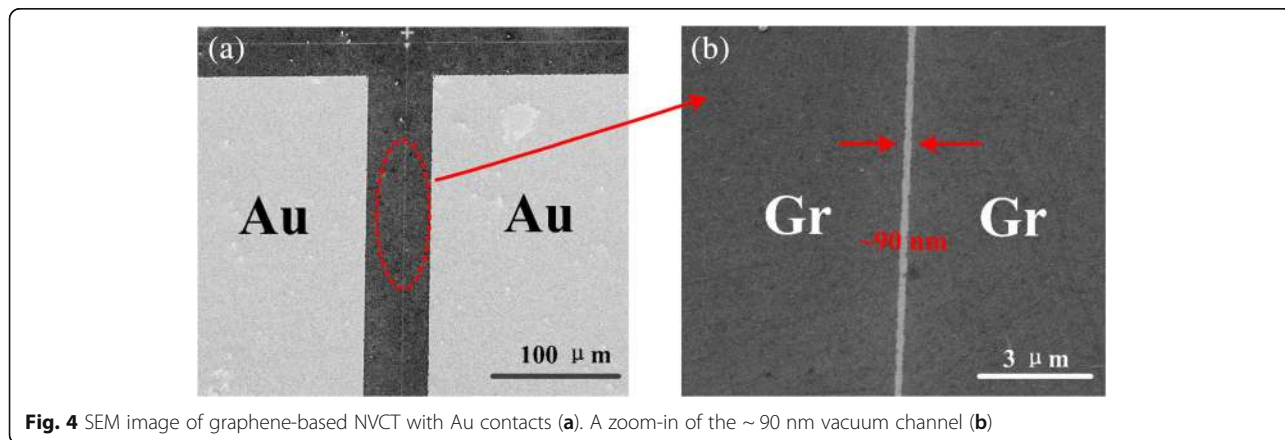 (a)
Au
Au
100 μm
(b)
Gr
Gr
~90 nm
3 μm
Fig. 4 SEM image of graphene-based NVCT with Au contacts (a). A zoom-in of the ~ 90 nm vacuum channel (b)